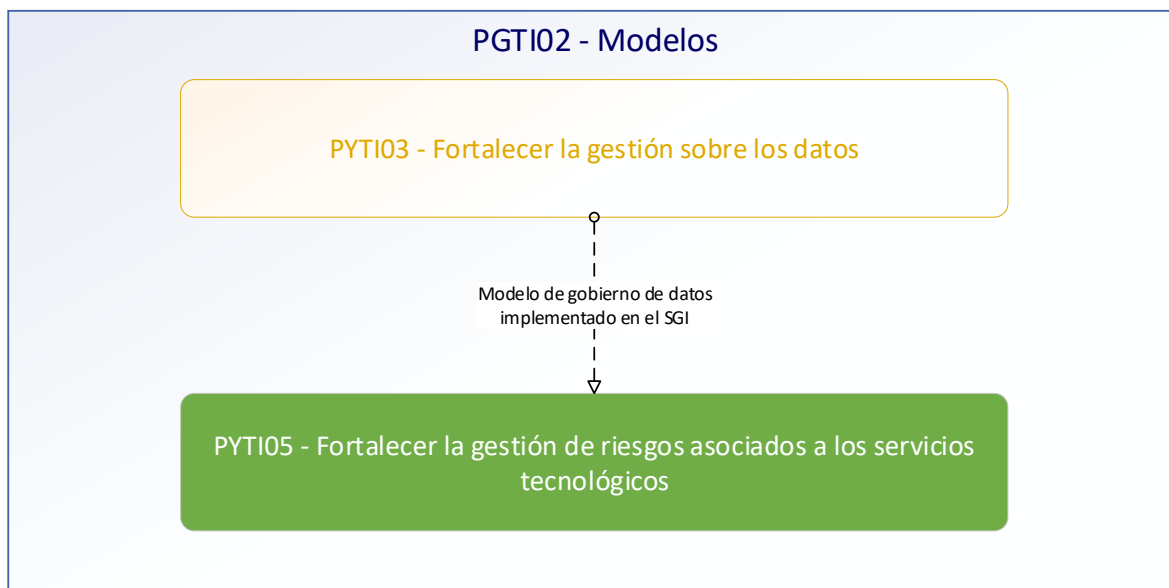 PGTI02 - Modelos
PYTI03 - Fortalecer la gestión sobre los datos
Modelo de gobierno de datos
implementado en el SGI
PYTI05 - Fortalecer la gestión de riesgos asociados a los servicios
tecnológicos